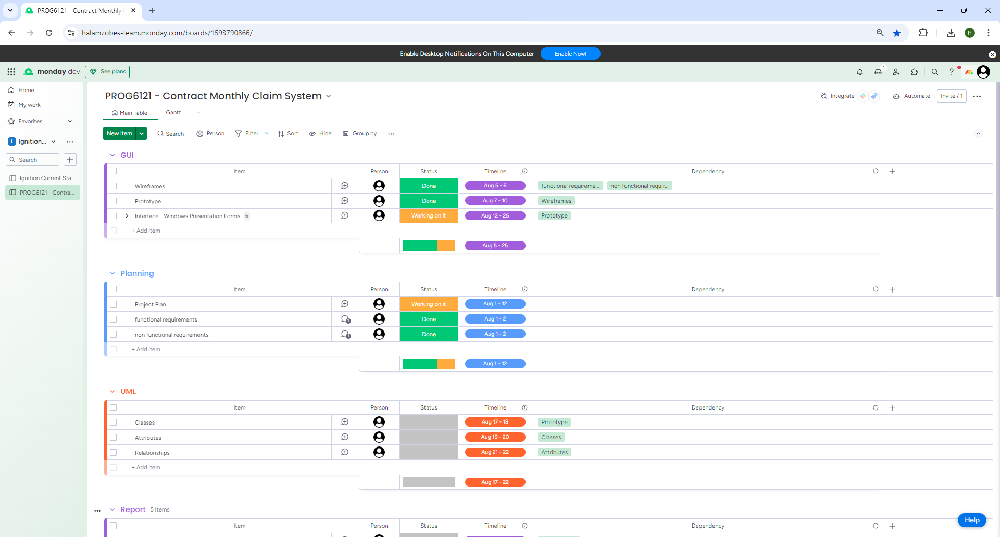 PROG6121 - Contract Monthly
halamzobes-team.monday.com/boards/1593790866/
H
Enable Desktop Notifications On This Computer Enable Now!
monday dev See plans 1
Home
My work
Favorites
I Ignition...
Search
Ignition Current Sta...
PROG6121 - Contra...
PROG6121 - Contract Monthly Claim System Integrate Automate Invite / 1
Main Table Gantt +
New item Search Person Filter Sort Hide Group by
GUI
Item Person Status Timeline Dependency
Wireframes Done Aug 5 - 6 functional requireme... non functional requir...
Prototype Done Aug 7 - 10 Wireframes
Interface - Windows Presentation Forms 6 Working on it Aug 12 - 25 Prototype
+ Add item
Aug 5 - 25
Planning
Item Person Status Timeline Dependency
Project Plan Working on it Aug 1 - 12
functional requirements 1 Done Aug 1 - 2
non functional requirements 1 Done Aug 1 - 2
+ Add item
Aug 1 - 12
UML
Item Person Status Timeline Dependency
Classes Aug 17 - 18 Prototype
Attributes Aug 19 - 20 Classes
Relationships Aug 21 - 22 Attributes
+ Add item
Aug 17 - 22
Report 5 Items
Item Person Status Timeline Dependency
Help